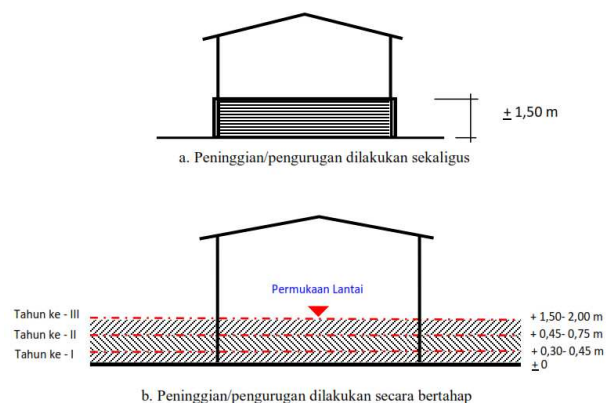 ± 1,50 m
a. Peninggian/pengurugan dilakukan sekaligus
Permukaan Lantai
Tahun ke - III
+ 1,50- 2,00 m
Tahun ke - II
+ 0,45- 0,75 m
Tahun ke - I
+ 0,30- 0,45 m
± 0
b. Peninggian/pengurugan dilakukan secara bertahap